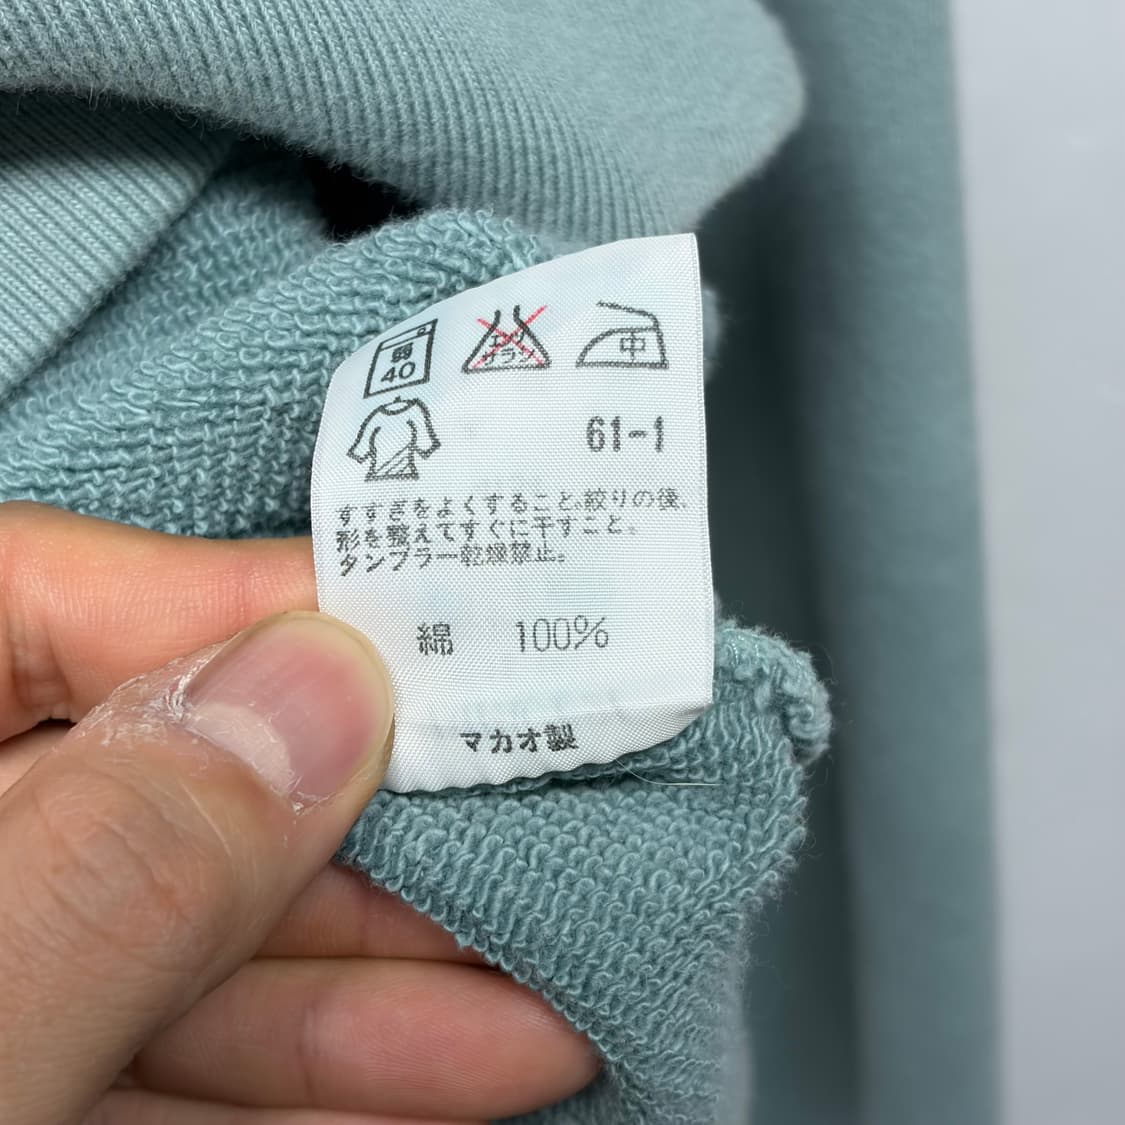 弱
40
エンソ
サラシ
中
61-1
すすぎをよくすること、絞りの後、
形を整えてすぐに干すこと。
タンブラー乾燥禁止。
綿 100%
マカオ製